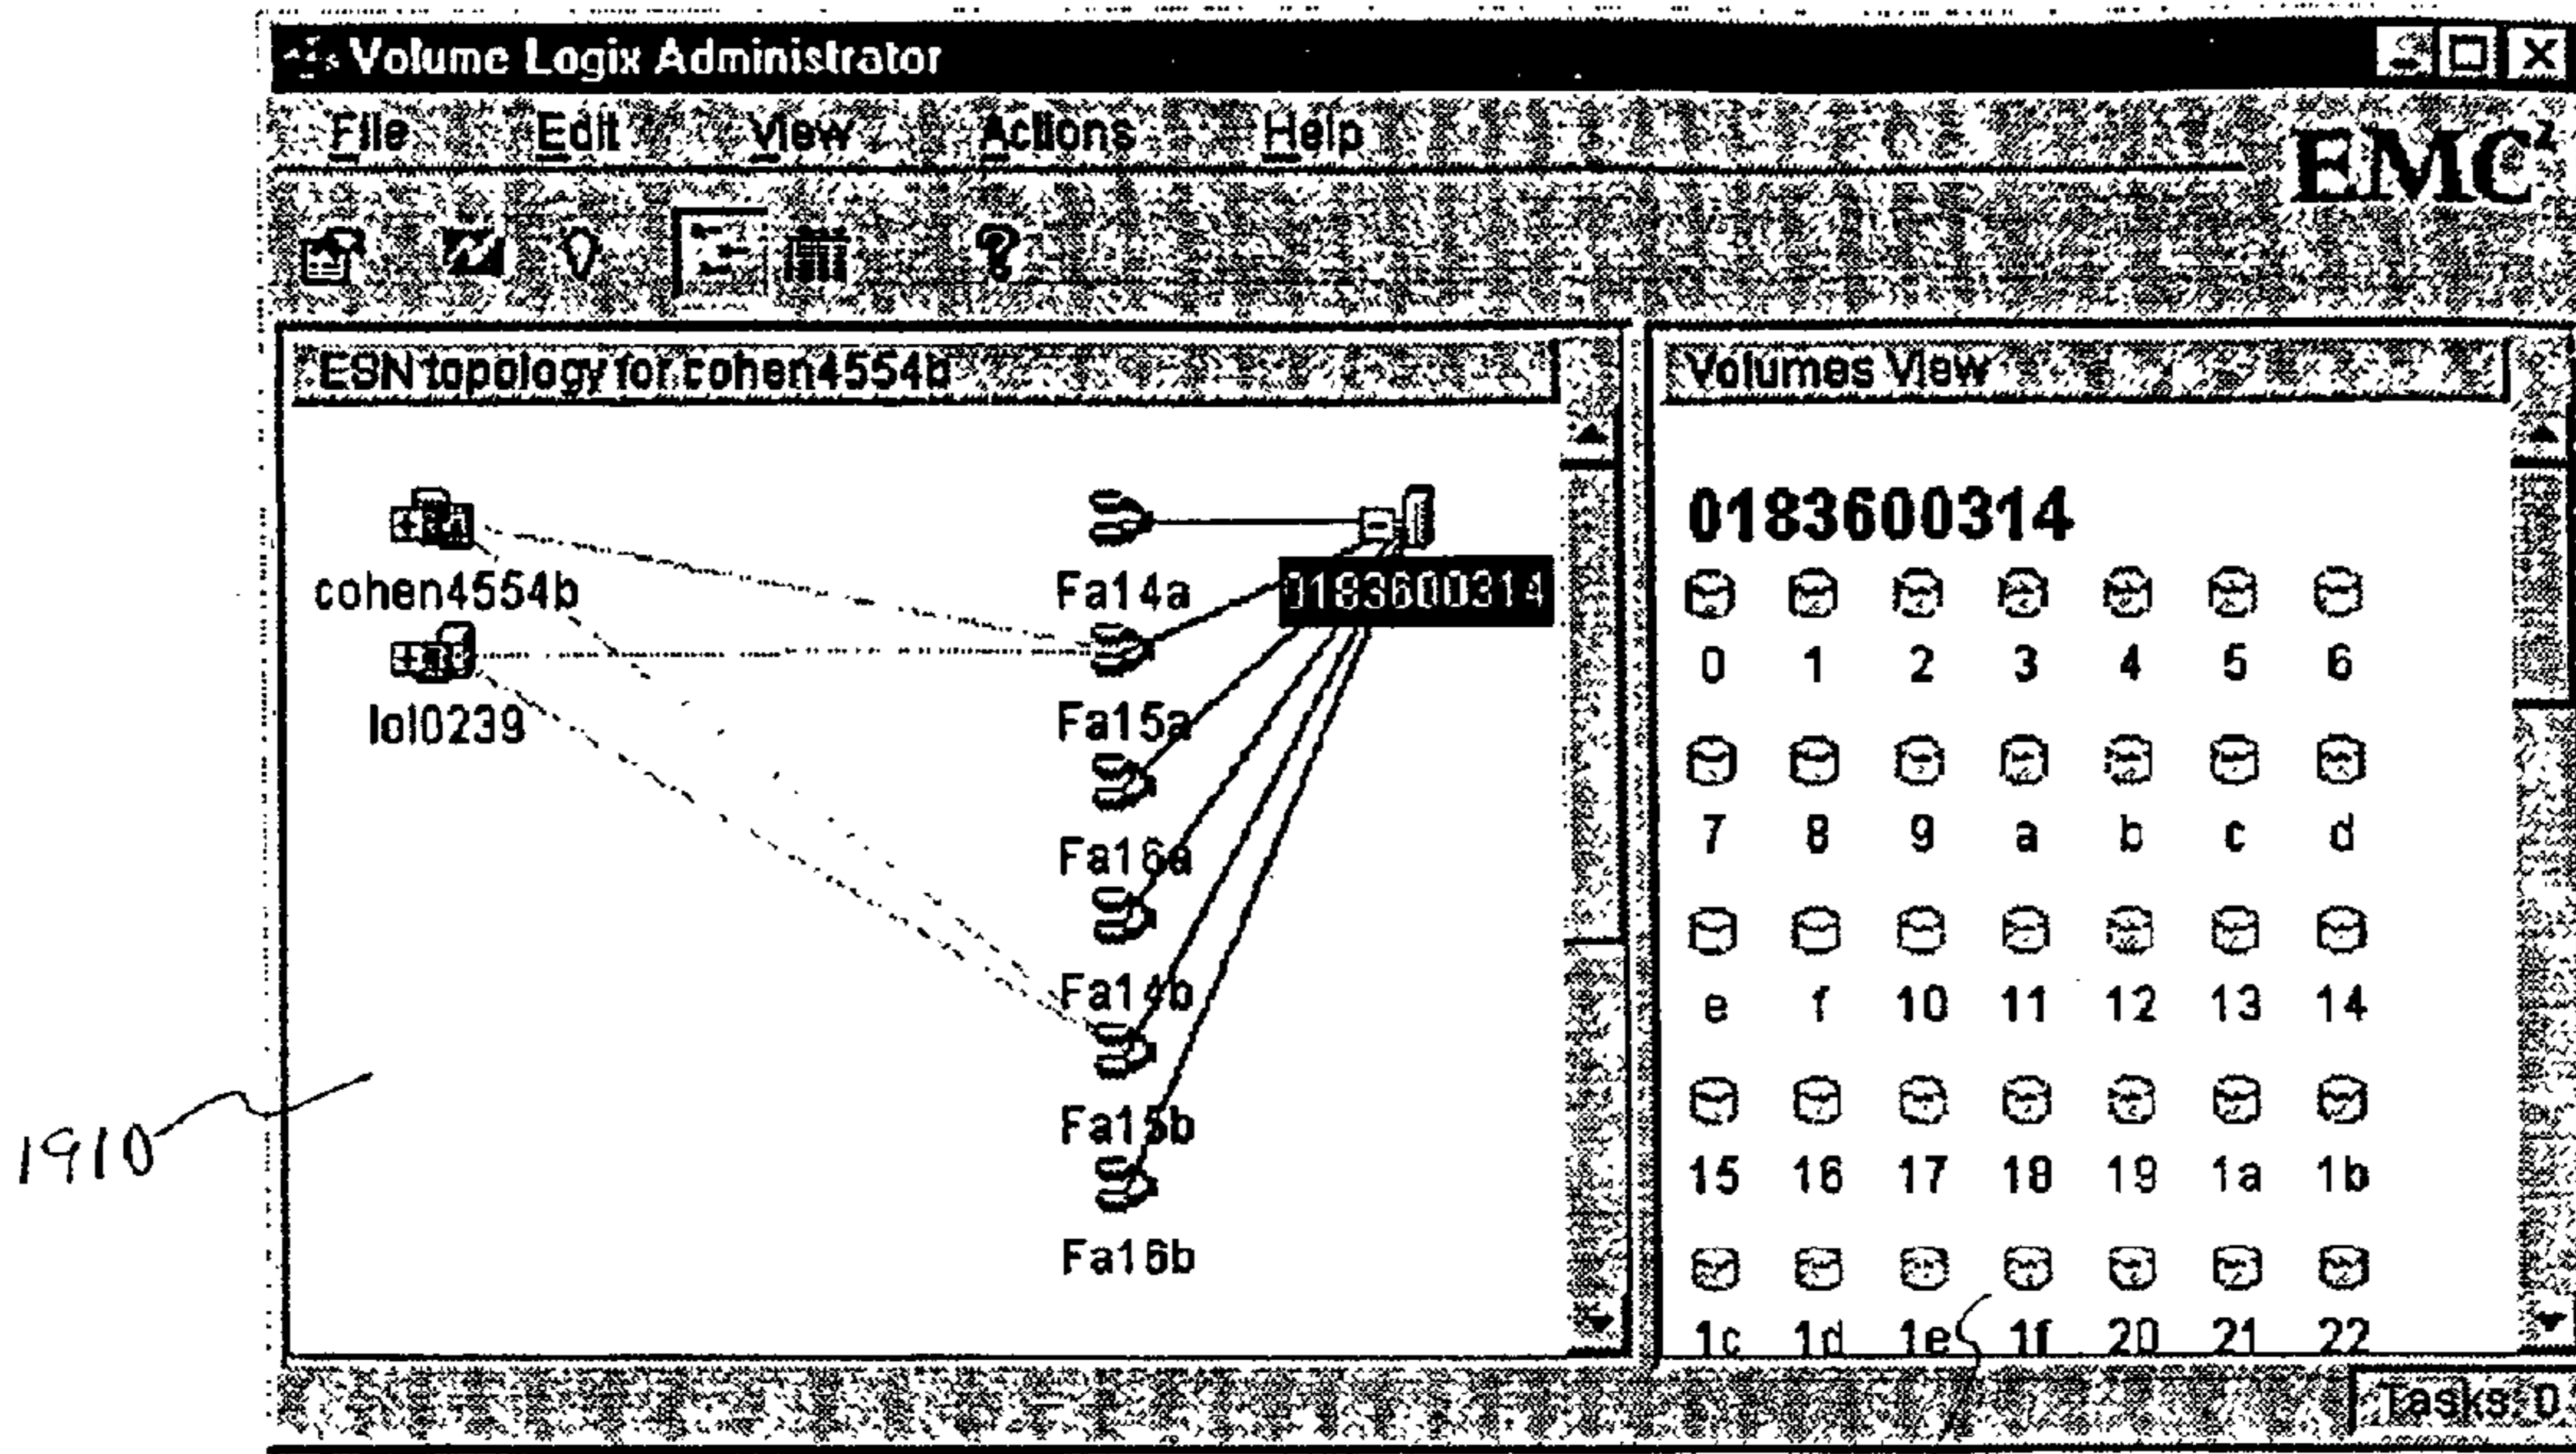 Volume Logix Administrator
File Edit View Actions Help
EMC²
ESN topology for cohen4554b
cohen4554b
lol0239
Fa14a
Fa15a
Fa16a
Fa14b
Fa15b
Fa16b
0183600314
1910
Volumes View
0183600314
0 1 2 3 4 5 6
7 8 9 a b c d
e f 10 11 12 13 14
15 16 17 18 19 1a 1b
1c 1d 1e 1f 20 21 22
Tasks: 0